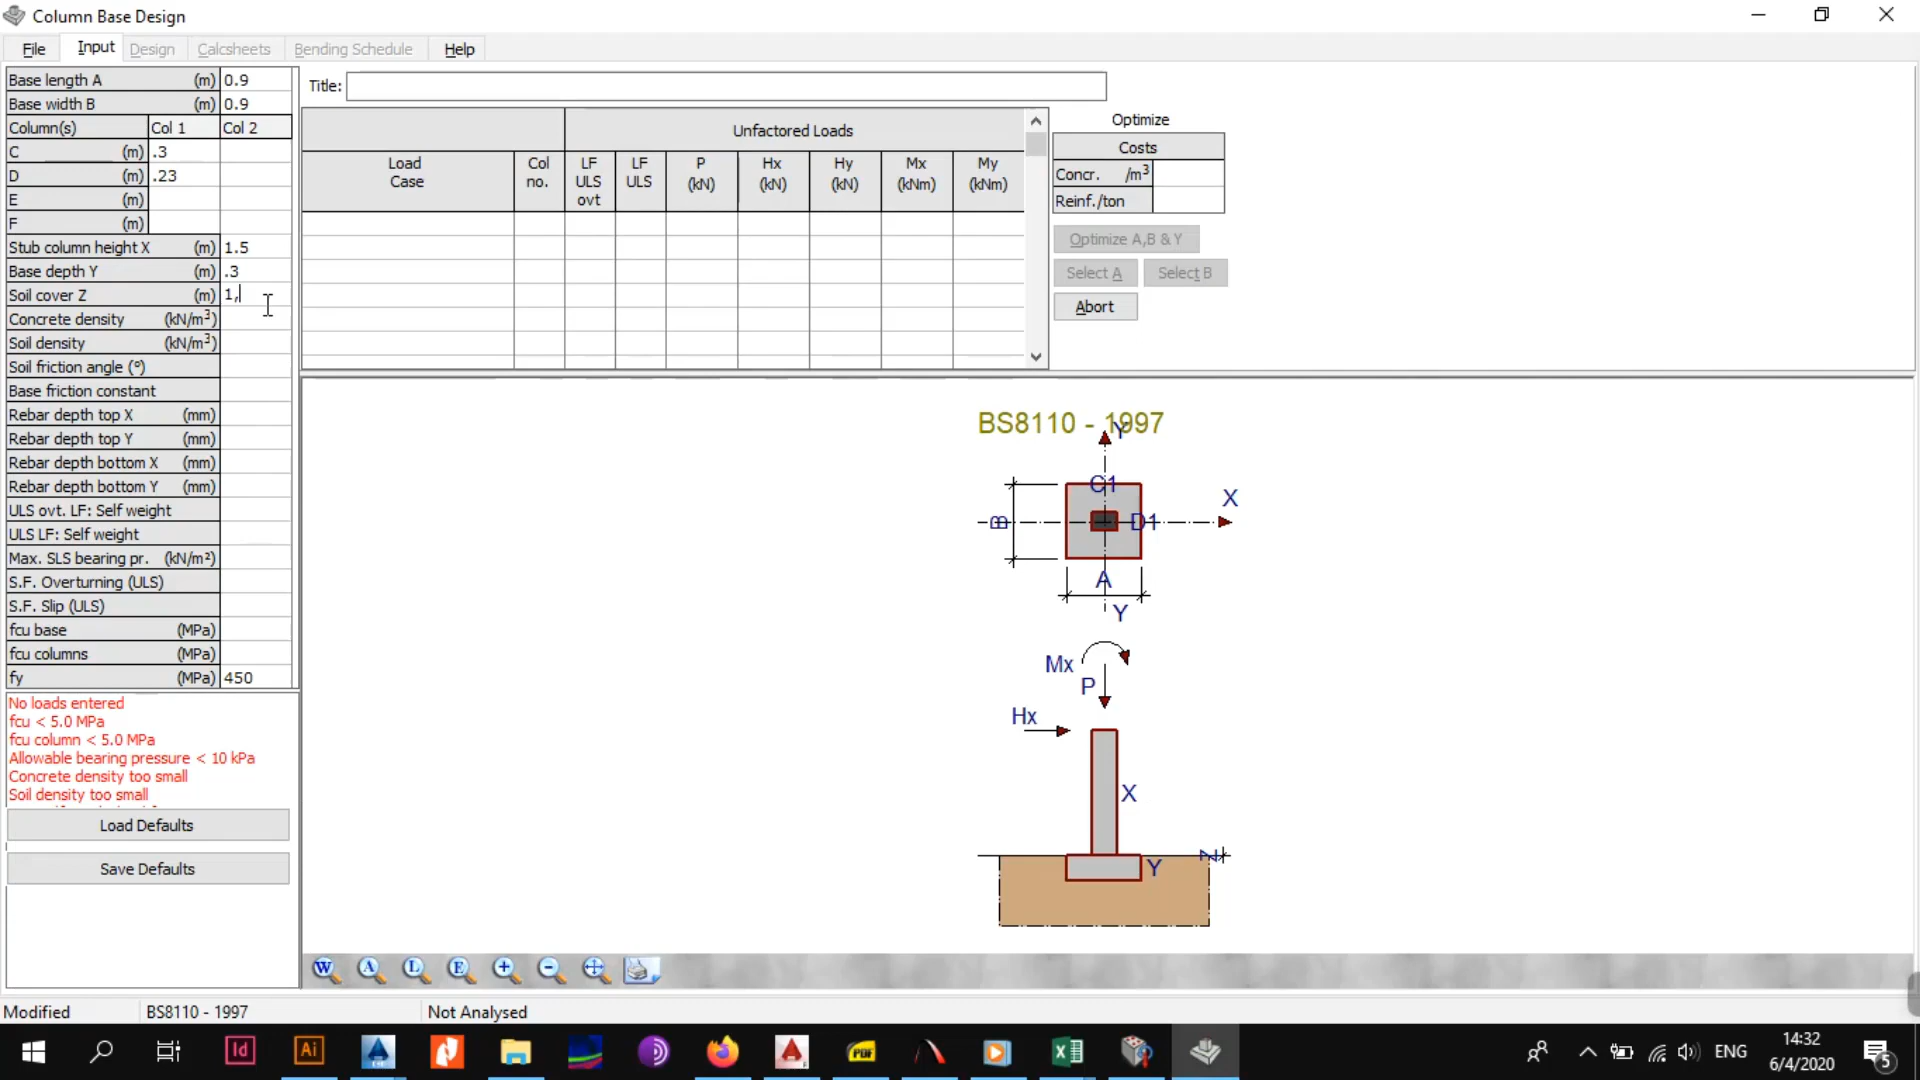 Column Base Design
File Input Design Calcsheets Bending Schedule Help
Base length A (m) 0.9
Base width B (m) 0.9
Column(s) Col 1 Col 2
C (m) .3
D (m) .23
E (m)
F (m)
Stub column height X (m) 1.5
Base depth Y (m) .3
Soil cover Z (m) 1,
Concrete density (kN/m³)
Soil density (kN/m³)
Soil friction angle (°)
Base friction constant
Rebar depth top X (mm)
Rebar depth top Y (mm)
Rebar depth bottom X (mm)
Rebar depth bottom Y (mm)
ULS ovt. LF: Self weight
ULS LF: Self weight
Max. SLS bearing pr. (kN/m²)
S.F. Overturning (ULS)
S.F. Slip (ULS)
fcu base (MPa)
fcu columns (MPa)
fy (MPa) 450
No loads entered
fcu < 5.0 MPa
fcu column < 5.0 MPa
Allowable bearing pressure < 10 kPa
Concrete density too small
Soil density too small
Load Defaults
Save Defaults
Title:
Unfactored Loads
Load Case
Col no.
LF ULS ovt
LF ULS
P (kN)
Hx (kN)
Hy (kN)
Mx (kNm)
My (kNm)
Optimize
Costs
Concr. /m³
Reinf./ton
Optimize A,B & Y
Select A Select B
Abort
BS8110 - 1997
Y
C1
X
B
D1
A
Y
Mx
P
Hx
X
Z
Y
W A L E
Modified BS8110 - 1997 Not Analysed
Id Ai PDF
ENG
14:32
6/4/2020
5